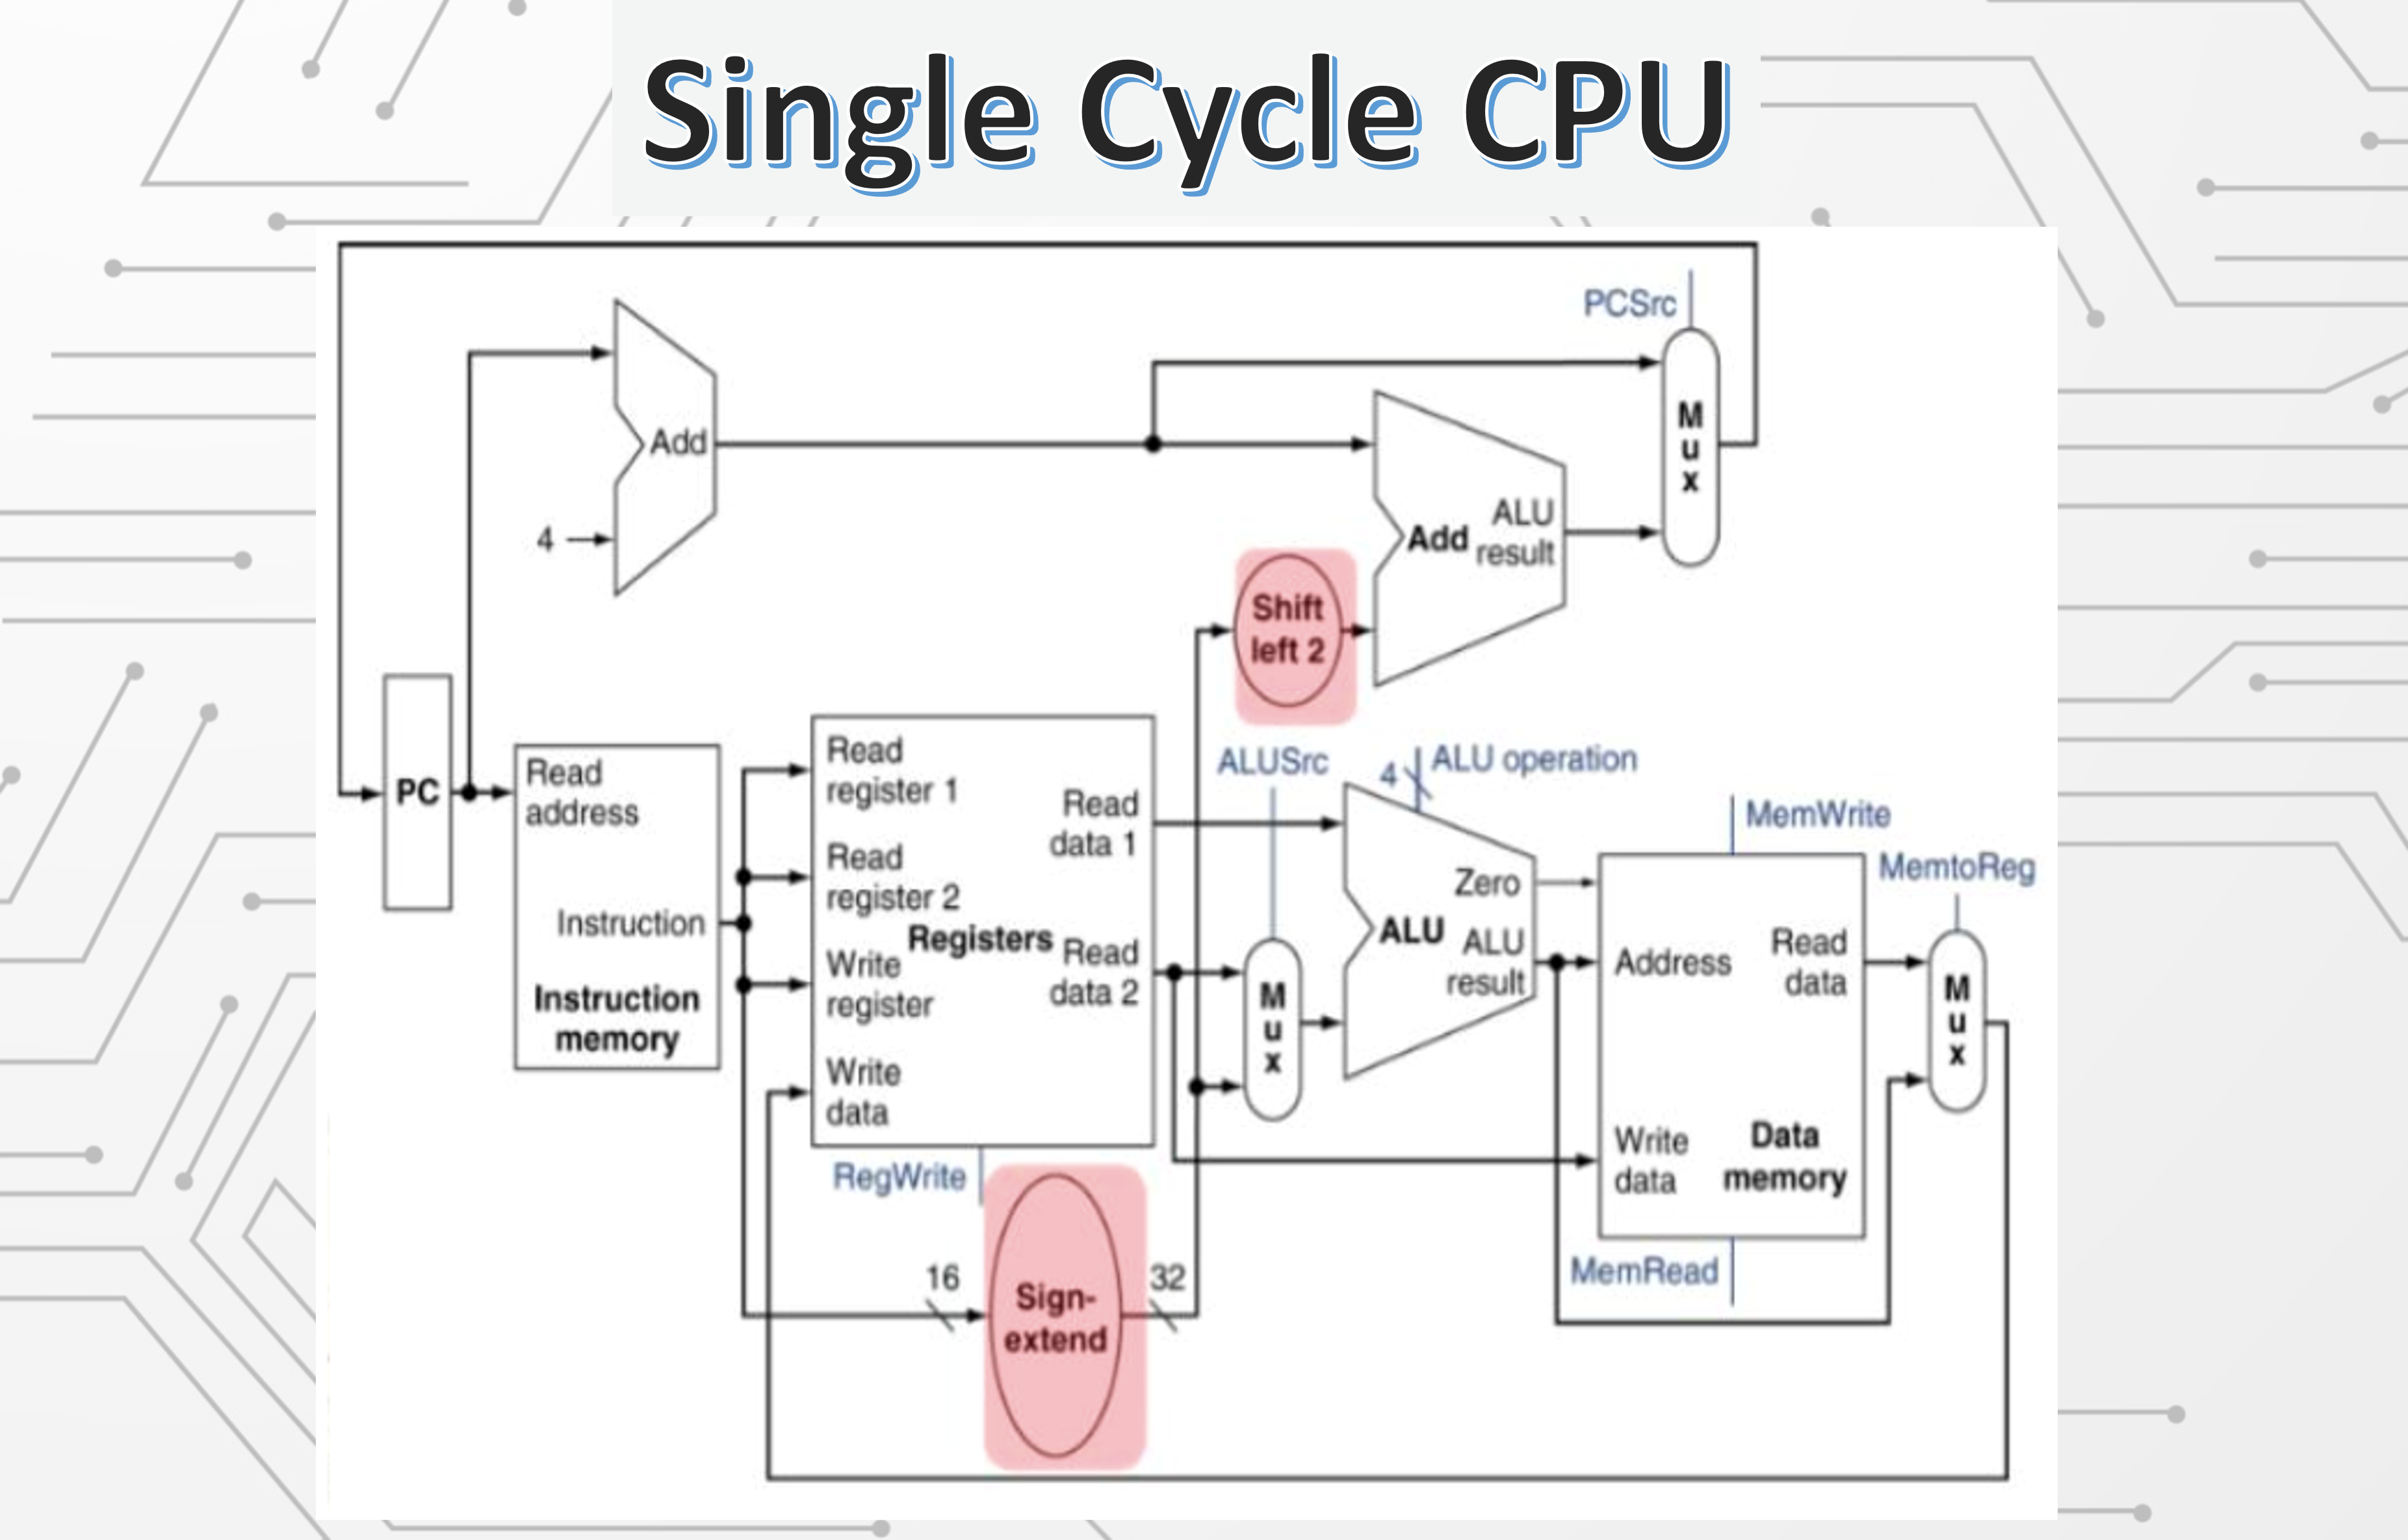 Single Cycle CPU
PCSrc
M
u
x
Add
4
Add
ALU
result
Shift
left 2
PC
Read
address
Instruction
Instruction
memory
Read
register 1
Read
register 2
Registers
Write
register
Write
data
Read
data 1
Read
data 2
RegWrite
16
Sign-
extend
32
ALUSrc
M
u
x
4
ALU operation
Zero
ALU
ALU
result
MemWrite
Address
Read
data
Write
data
Data
memory
MemRead
MemtoReg
M
u
x